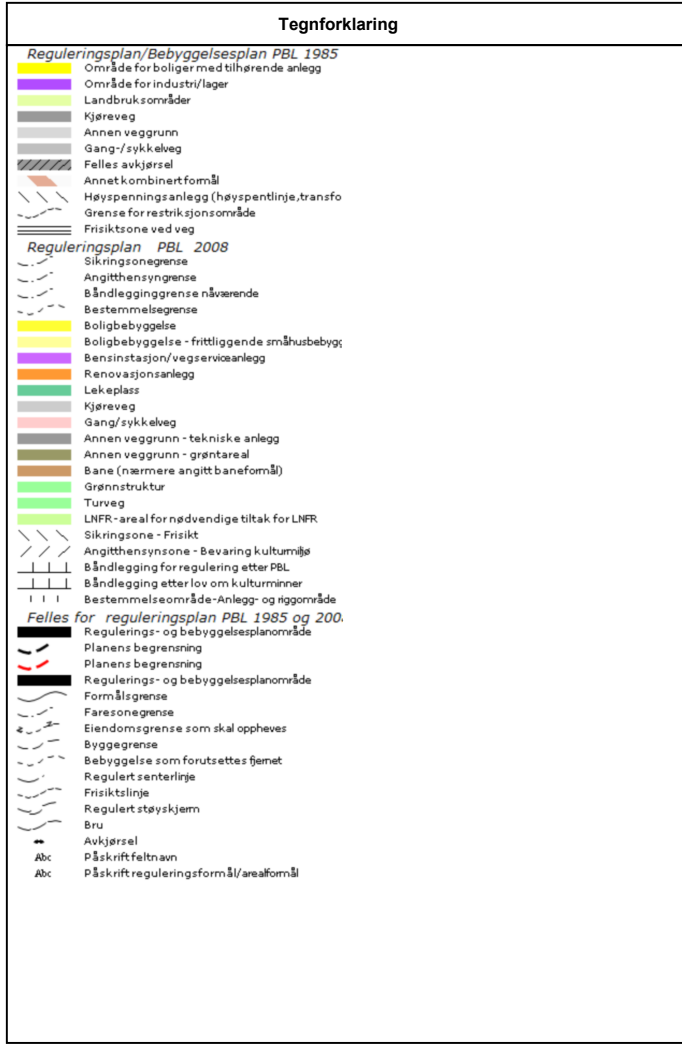 Tegnforklaring
Reguleringsplan/Bebyggelsesplan PBL 1985
Område for boliger med tilhørende anlegg
Område for industri/lager
Landbruksområder
Kjøreveg
Annen veggrunn
Gang-/sykkelveg
Felles avkjørsel
Annet kombinert formål
Høyspenningsanlegg (høyspentlinje,transfo
Grense for restriksjonsområde
Frisiktsone ved veg
Reguleringsplan PBL 2008
Sikringsonegrense
Angitthensyngrense
Båndlegginggrense nåværende
Bestemmelsegrense
Boligbebyggelse
Boligbebyggelse - frittliggende småhusbebygg
Bensinstasjon/vegserviceanlegg
Renovasjonsanlegg
Lekeplass
Kjøreveg
Gang/sykkelveg
Annen veggrunn - tekniske anlegg
Annen veggrunn - grøntareal
Bane (nærmere angitt baneformål)
Grønnstruktur
Turveg
LNFR-areal for nødvendige tiltak for LNFR
Sikringsone - Frisikt
Angitthensynsone - Bevaring kulturmiljø
Båndlegging for regulering etter PBL
Båndlegging etter lov om kulturminner
Bestemmelseområde-Anlegg- og riggområde
Felles for reguleringsplan PBL 1985 og 200
Regulerings- og bebyggelsesplanområde
Planens begrensning
Planens begrensning
Regulerings- og bebyggelsesplanområde
Formålsgrense
Faresonegrense
Eiendomsgrense som skal oppheves
Byggegrense
Bebyggelse som forutsettes fjernet
Regulert senterlinje
Frisiktslinje
Regulert støyskjerm
Bru
Avkjørsel
Abc Påskrift feltnavn
Abc Påskrift reguleringsformål/arealformål